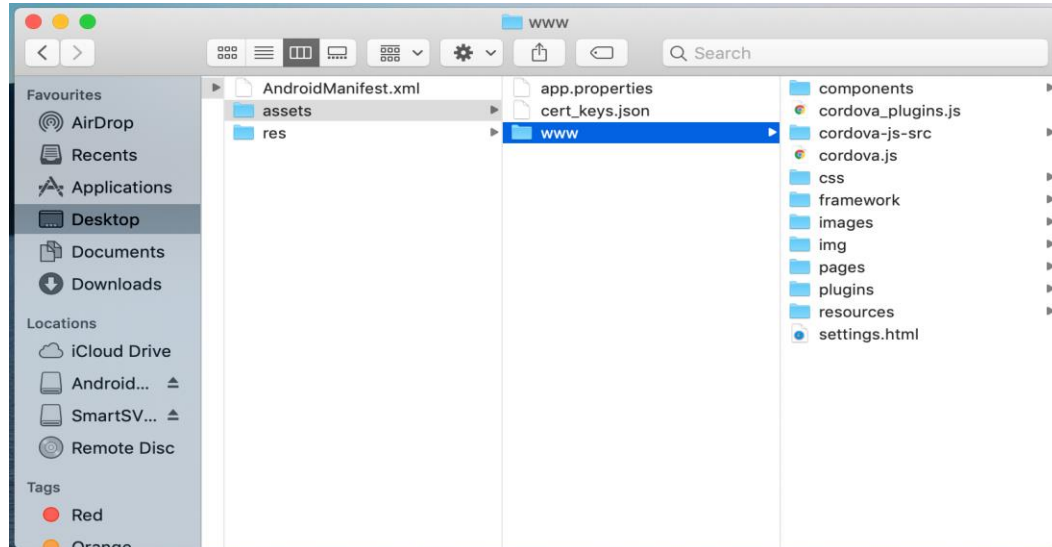 www
Search
Favourites
AirDrop
Recents
Applications
Desktop
Documents
Downloads
Locations
iCloud Drive
Android...
SmartSV...
Remote Disc
Tags
Red
Orange
AndroidManifest.xml
assets
res
app.properties
cert_keys.json
www
components
cordova_plugins.js
cordova-js-src
cordova.js
css
framework
images
img
pages
plugins
resources
settings.html